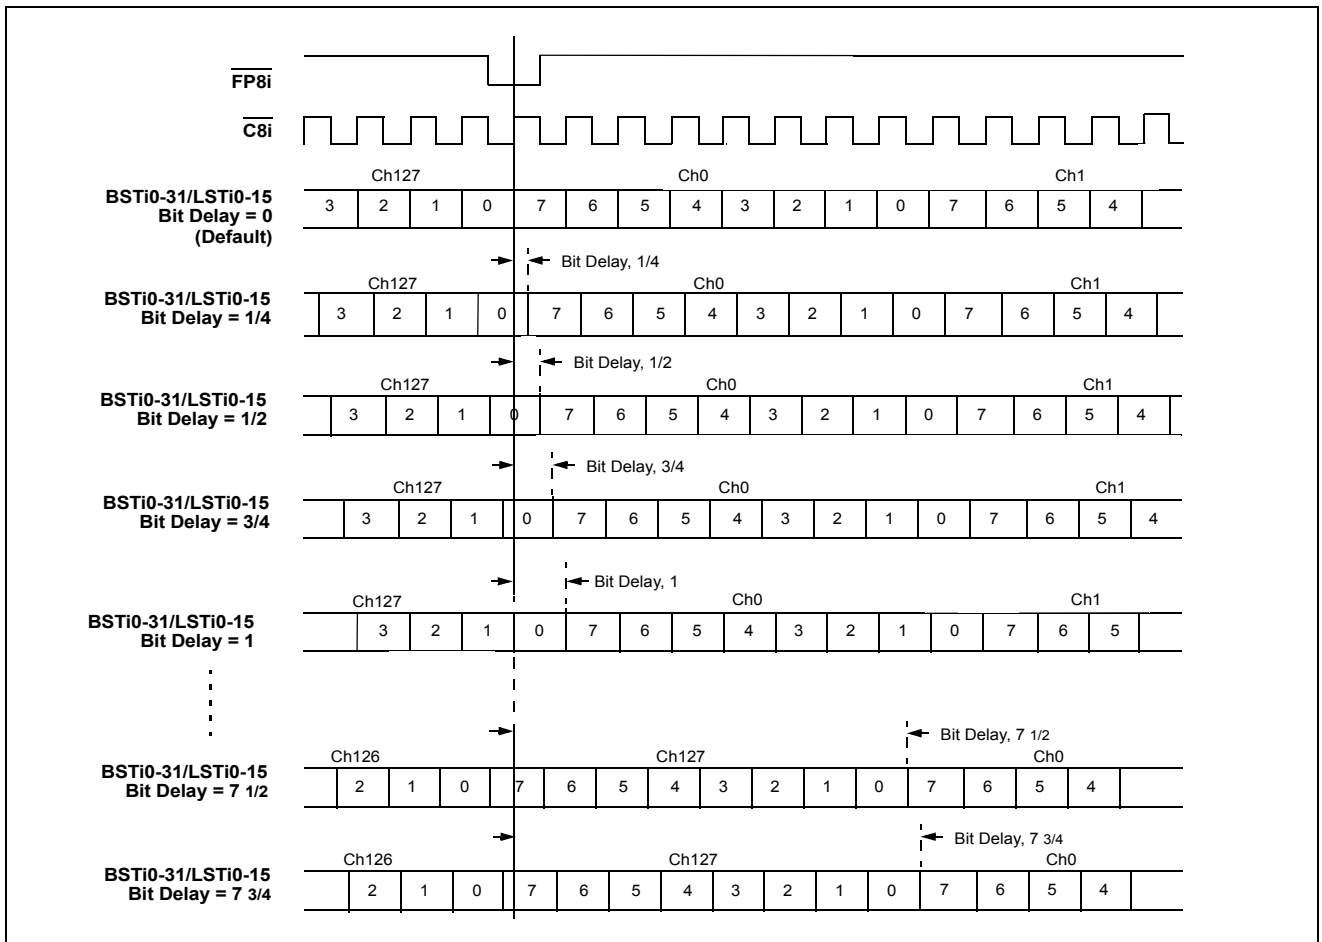 FP8i
C8i
Ch127 Ch0 Ch1
BSTi0-31/LSTi0-15
Bit Delay = 0
(Default)
3 2 1 0 7 6 5 4 3 2 1 0 7 6 5 4
Bit Delay, 1/4
Ch127 Ch0 Ch1
BSTi0-31/LSTi0-15
Bit Delay = 1/4
3 2 1 0 7 6 5 4 3 2 1 0 7 6 5 4
Bit Delay, 1/2
Ch127 Ch0 Ch1
BSTi0-31/LSTi0-15
Bit Delay = 1/2
3 2 1 0 7 6 5 4 3 2 1 0 7 6 5 4
Bit Delay, 3/4
Ch127 Ch0 Ch1
BSTi0-31/LSTi0-15
Bit Delay = 3/4
3 2 1 0 7 6 5 4 3 2 1 0 7 6 5 4
Bit Delay, 1
Ch127 Ch0 Ch1
BSTi0-31/LSTi0-15
Bit Delay = 1
3 2 1 0 7 6 5 4 3 2 1 0 7 6 5
Bit Delay, 7 1/2
Ch126 Ch127 Ch0
BSTi0-31/LSTi0-15
Bit Delay = 7 1/2
2 1 0 7 6 5 4 3 2 1 0 7 6 5 4
Bit Delay, 7 3/4
Ch126 Ch127 Ch0
BSTi0-31/LSTi0-15
Bit Delay = 7 3/4
2 1 0 7 6 5 4 3 2 1 0 7 6 5 4